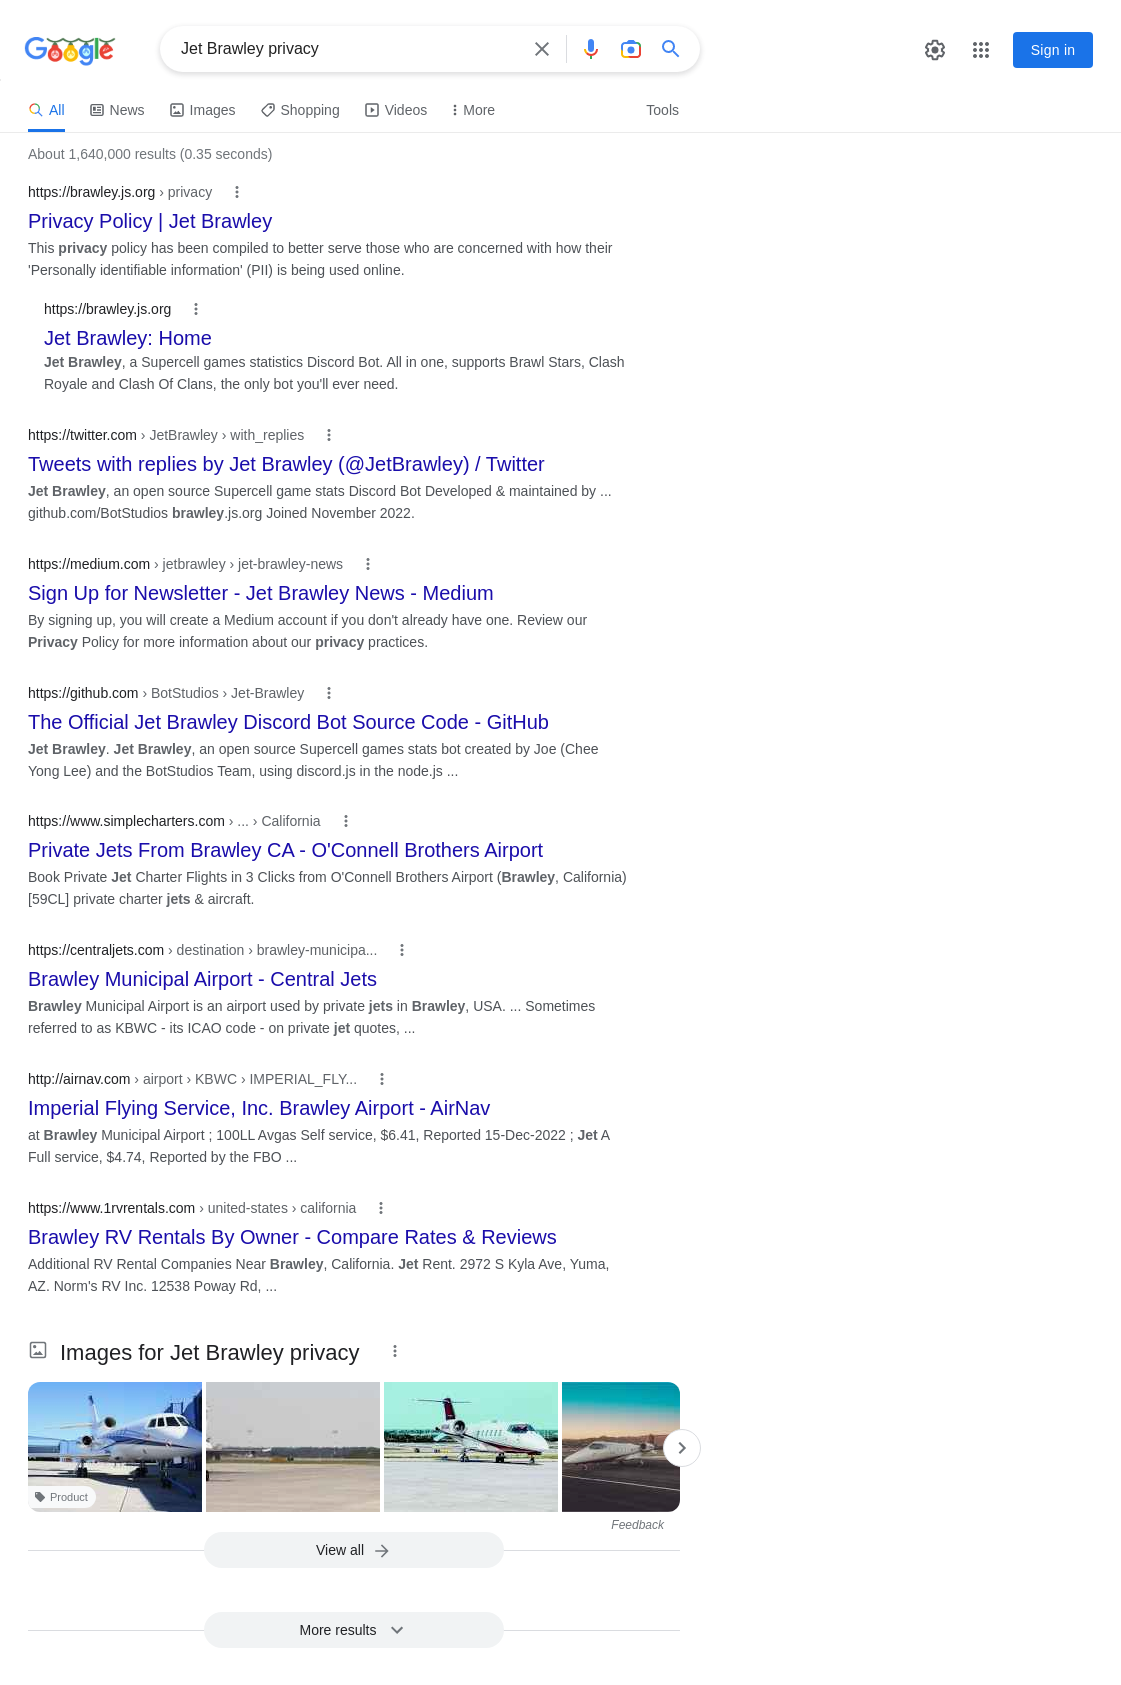 Google
Jet Brawley privacy
Sign in
All
News
Images
Shopping
Videos
More
Tools
About 1,640,000 results (0.35 seconds)
https://brawley.js.org › privacy
Privacy Policy | Jet Brawley
This privacy policy has been compiled to better serve those who are concerned with how their
'Personally identifiable information' (PII) is being used online.
https://brawley.js.org
Jet Brawley: Home
Jet Brawley, a Supercell games statistics Discord Bot. All in one, supports Brawl Stars, Clash
Royale and Clash Of Clans, the only bot you'll ever need.
https://twitter.com › JetBrawley › with_replies
Tweets with replies by Jet Brawley (@JetBrawley) / Twitter
Jet Brawley, an open source Supercell game stats Discord Bot Developed & maintained by ...
github.com/BotStudios brawley.js.org Joined November 2022.
https://medium.com › jetbrawley › jet-brawley-news
Sign Up for Newsletter - Jet Brawley News - Medium
By signing up, you will create a Medium account if you don't already have one. Review our
Privacy Policy for more information about our privacy practices.
https://github.com › BotStudios › Jet-Brawley
The Official Jet Brawley Discord Bot Source Code - GitHub
Jet Brawley. Jet Brawley, an open source Supercell games stats bot created by Joe (Chee
Yong Lee) and the BotStudios Team, using discord.js in the node.js ...
https://www.simplecharters.com › ... › California
Private Jets From Brawley CA - O'Connell Brothers Airport
Book Private Jet Charter Flights in 3 Clicks from O'Connell Brothers Airport (Brawley, California)
[59CL] private charter jets & aircraft.
https://centraljets.com › destination › brawley-municipa...
Brawley Municipal Airport - Central Jets
Brawley Municipal Airport is an airport used by private jets in Brawley, USA. ... Sometimes
referred to as KBWC - its ICAO code - on private jet quotes, ...
http://airnav.com › airport › KBWC › IMPERIAL_FLY...
Imperial Flying Service, Inc. Brawley Airport - AirNav
at Brawley Municipal Airport ; 100LL Avgas Self service, $6.41, Reported 15-Dec-2022 ; Jet A
Full service, $4.74, Reported by the FBO ...
https://www.1rvrentals.com › united-states › california
Brawley RV Rentals By Owner - Compare Rates & Reviews
Additional RV Rental Companies Near Brawley, California. Jet Rent. 2972 S Kyla Ave, Yuma,
AZ. Norm's RV Inc. 12538 Poway Rd, ...
Images for Jet Brawley privacy
Product
Feedback
View all
More results